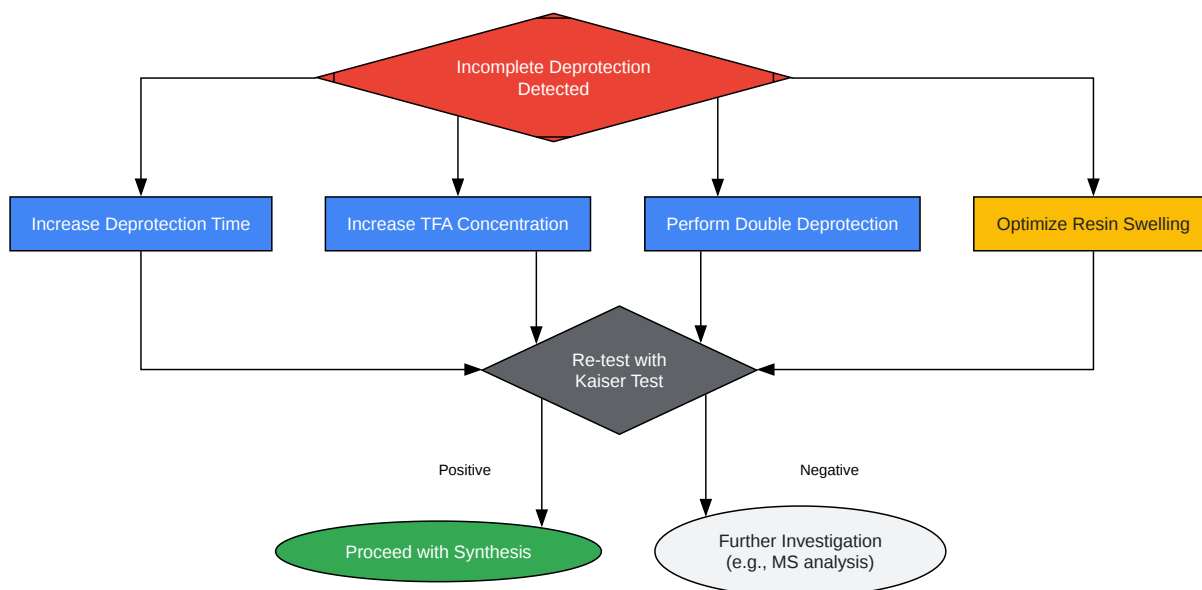 Incomplete Deprotection
Detected
Increase Deprotection Time
Increase TFA Concentration
Perform Double Deprotection
Optimize Resin Swelling
Re-test with
Kaiser Test
Positive
Negative
Proceed with Synthesis
Further Investigation
(e.g., MS analysis)